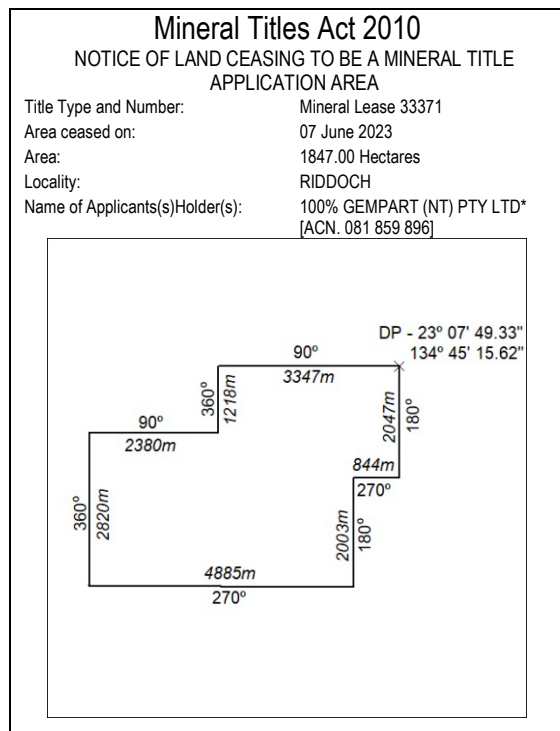 Mineral Titles Act 2010
NOTICE OF LAND CEASING TO BE A MINERAL TITLE
APPLICATION AREA
Title Type and Number: Mineral Lease 33371
Area ceased on: 07 June 2023
Area: 1847.00 Hectares
Locality: RIDDOCH
Name of Applicants(s)Holder(s): 100% GEMPART (NT) PTY LTD*
[ACN. 081 859 896]
DP - 23º 07' 49.33"
134º 45' 15.62"
90º
3347m
360º
1218m
2047m
180º
90º
2380m
844m
270º
360º
2820m
2003m
180º
4885m
270º